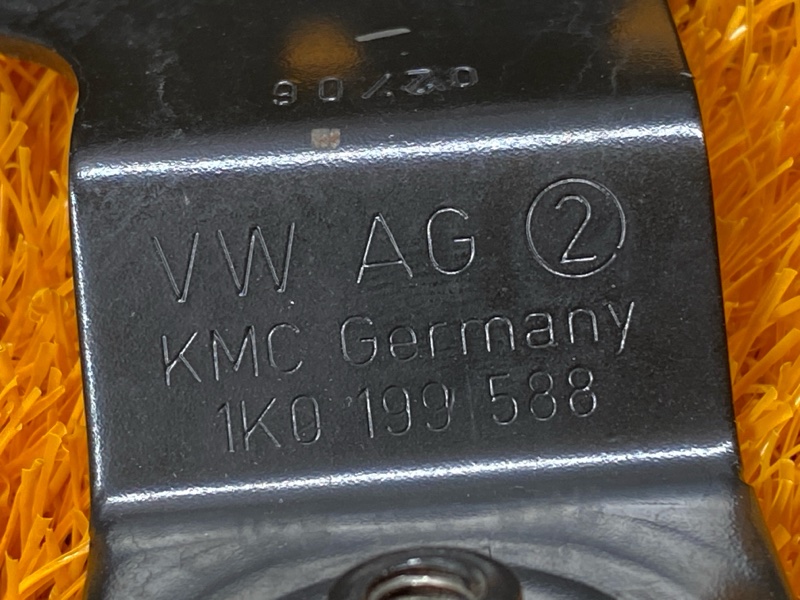 02/06
VW AG ②
KMC Germany
1K0 199 588